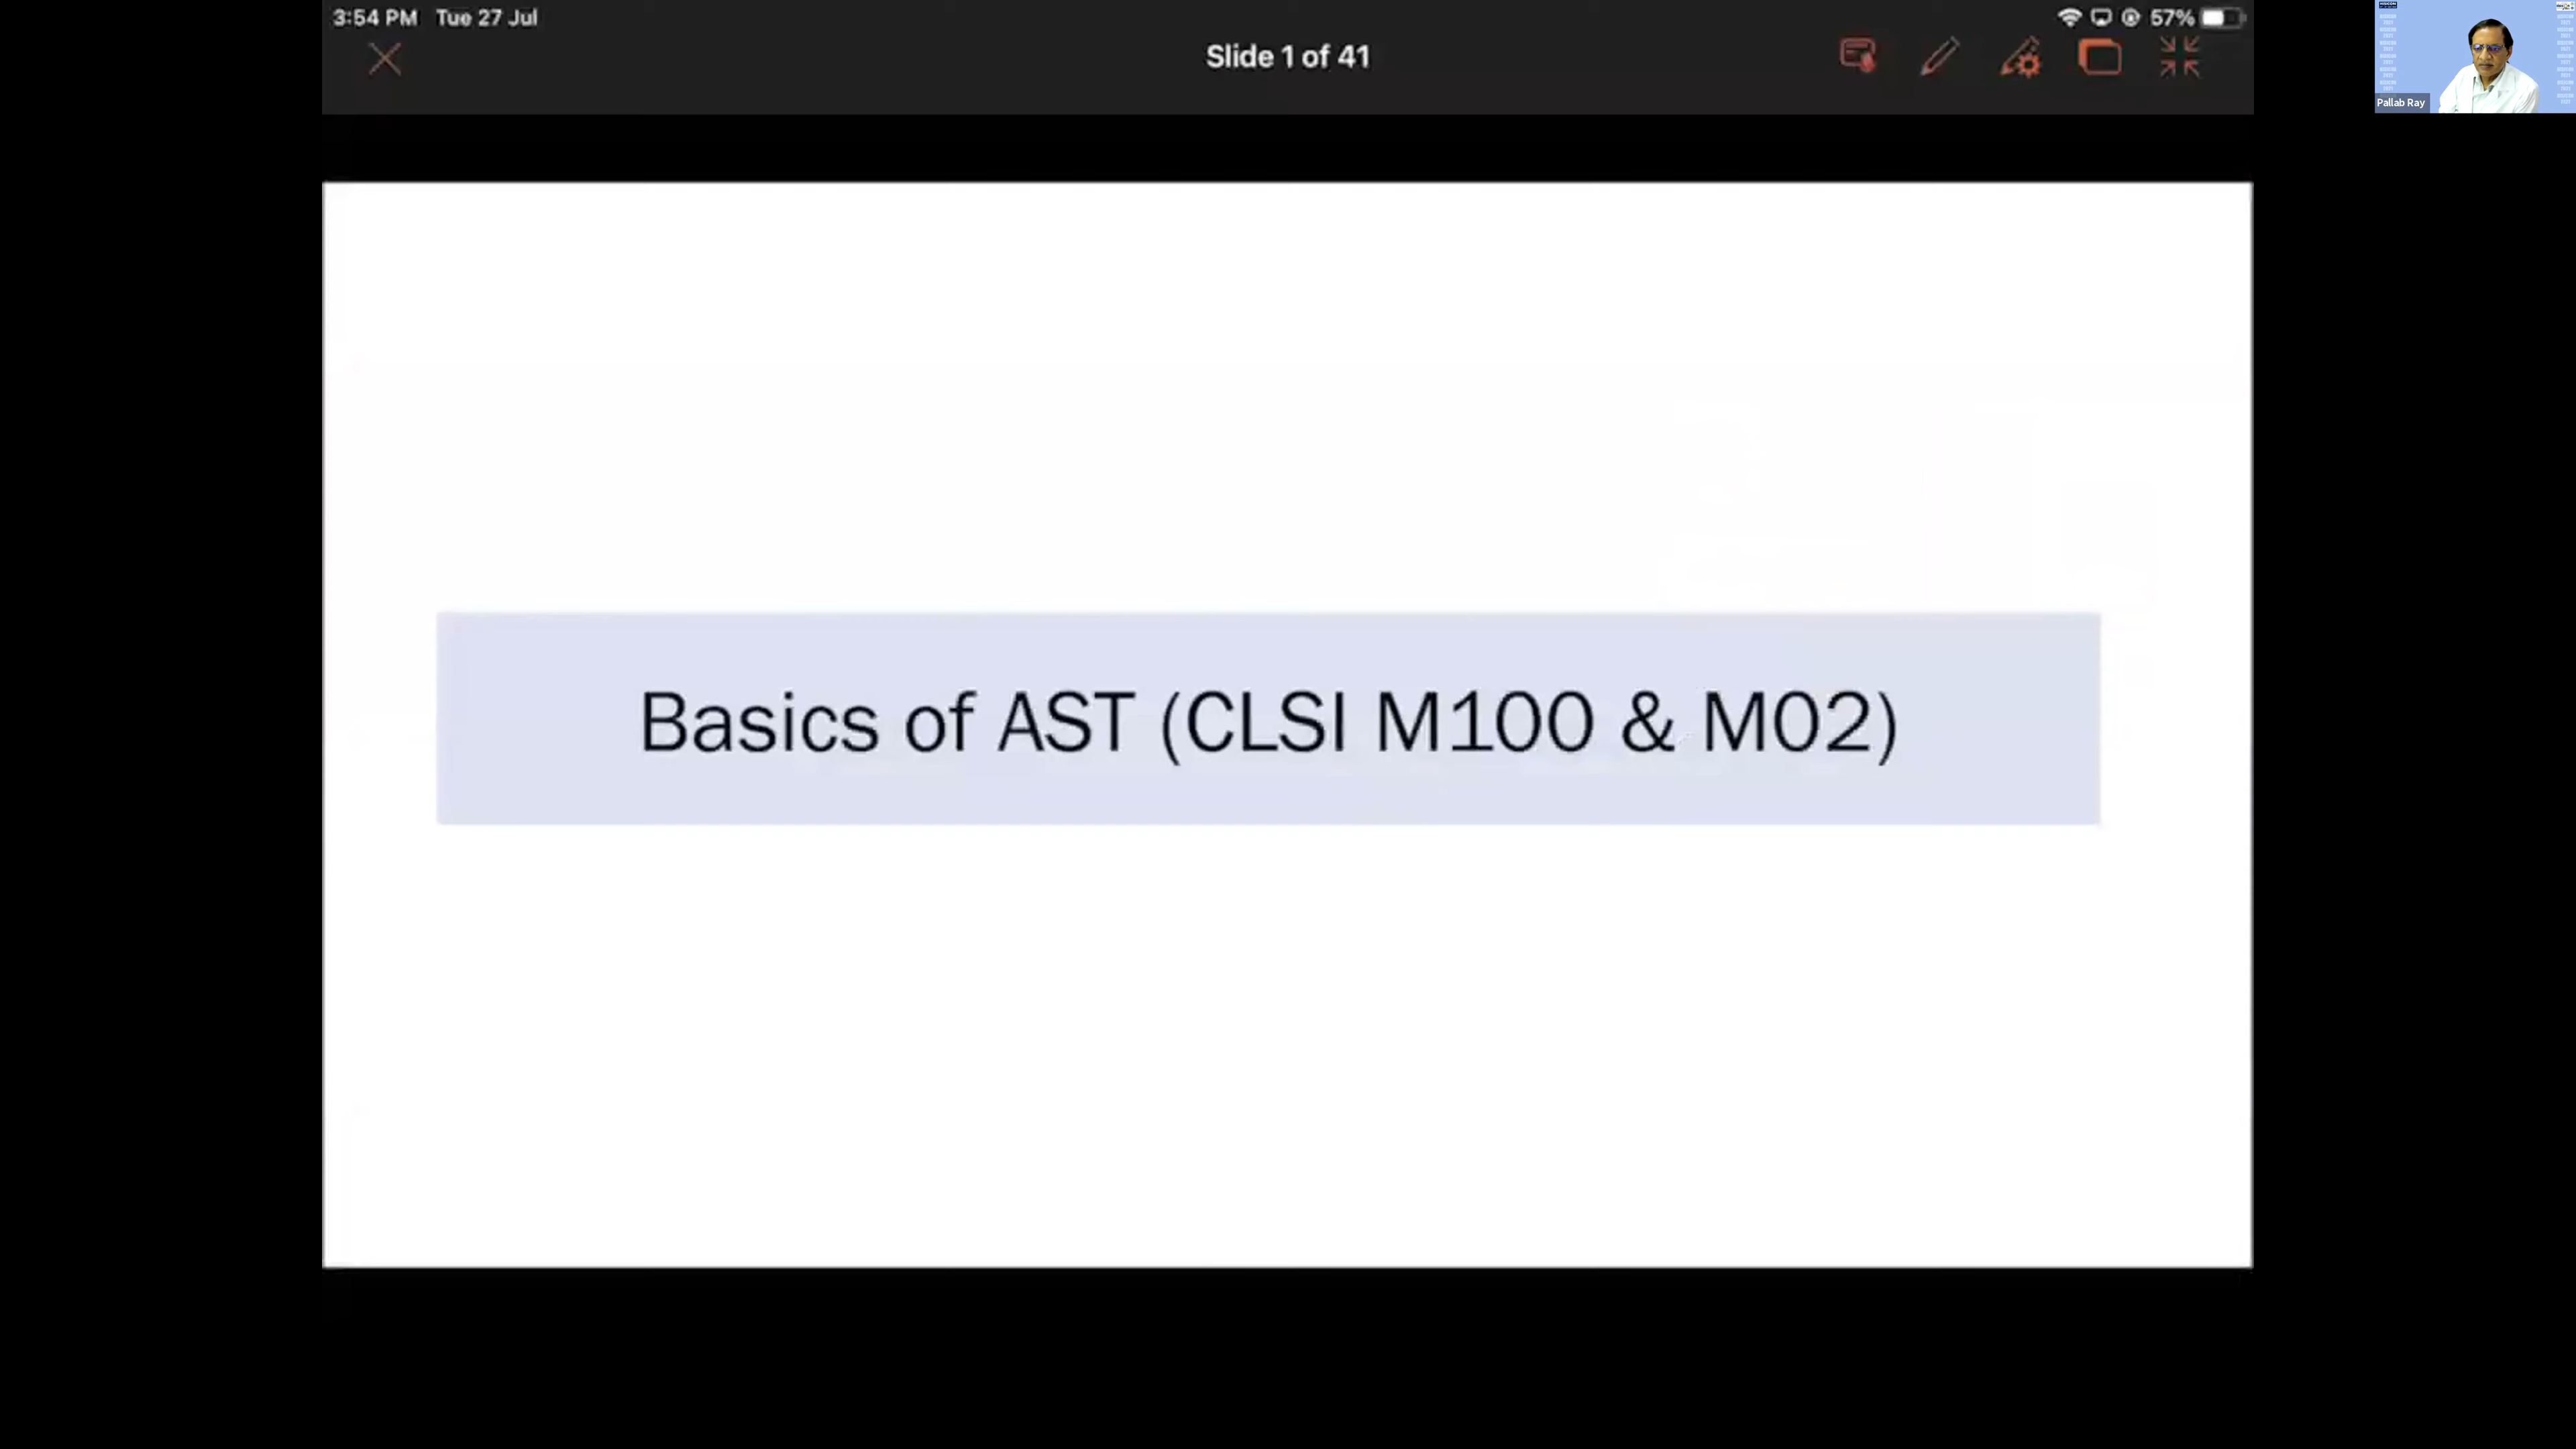 3:54 PM Tue 27 Jul
57%
Slide 1 of 41
Pallab Ray
Basics of AST (CLSI M100 & M02)